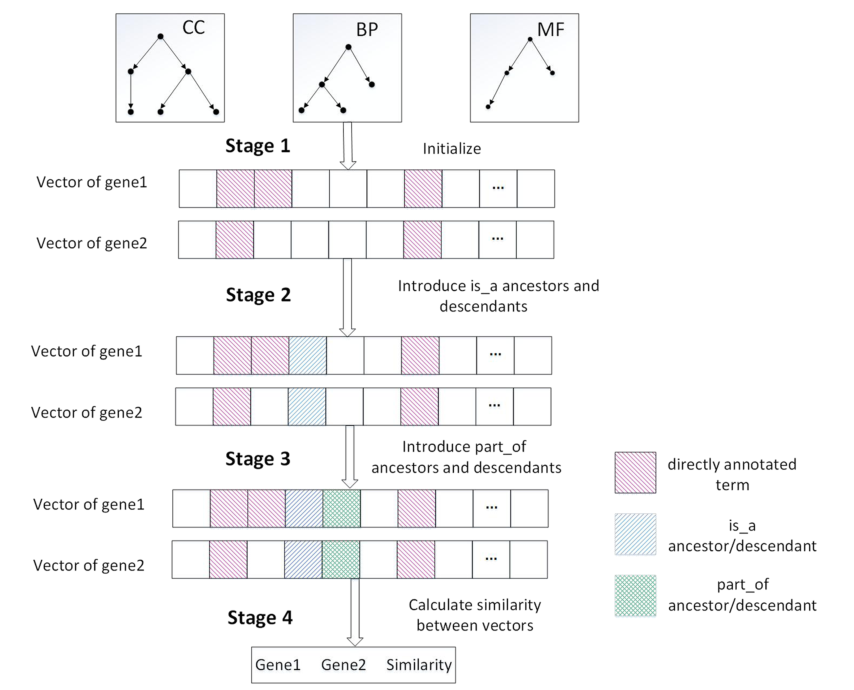 CC
BP
MF
Stage 1
Initialize
Vector of gene1
...
Vector of gene2
...
Stage 2
Introduce is_a ancestors and
descendants
Vector of gene1
...
Vector of gene2
...
Stage 3
Introduce part_of
ancestors and descendants
Vector of gene1
...
Vector of gene2
...
directly annotated
term
is_a
ancestor/descendant
part_of
ancestor/descendant
Stage 4
Calculate similarity
between vectors
Gene1 Gene2 Similarity